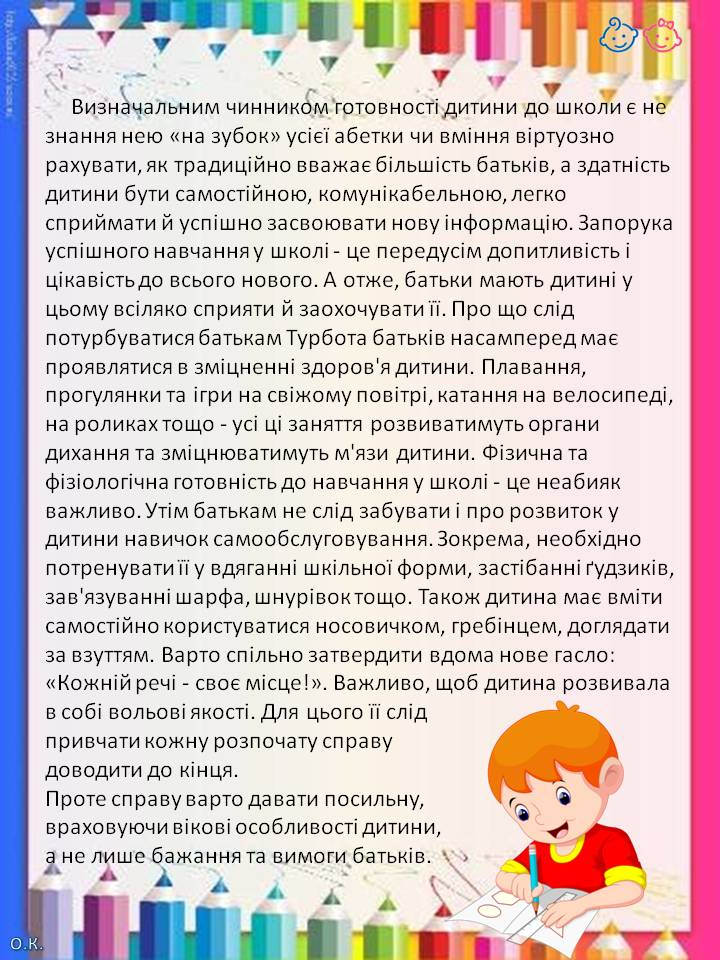 Визначальним чинником готовності дитини до школи є не
знання нею «на зубок» усієї абетки чи вміння віртуозно
рахувати, як традиційно вважає більшість батьків, а здатність
дитини бути самостійною, комунікабельною, легко
сприймати й успішно засвоювати нову інформацію. Запорука
успішного навчання у школі - це передусім допитливість і
цікавість до всього нового. А отже, батьки мають дитині у
цьому всіляко сприяти й заохочувати її. Про що слід
потурбуватися батькам Турбота батьків насамперед має
проявлятися в зміцненні здоров'я дитини. Плавання,
прогулянки та ігри на свіжому повітрі, катання на велосипеді,
на роликах тощо - усі ці заняття розвиватимуть органи
дихання та зміцнюватимуть м'язи дитини. Фізична та
фізіологічна готовність до навчання у школі - це неабияк
важливо. Утім батькам не слід забувати і про розвиток у
дитини навичок самообслуговування. Зокрема, необхідно
потренувати її у вдяганні шкільної форми, застібанні ґудзиків,
зав'язуванні шарфа, шнурівок тощо. Також дитина має вміти
самостійно користуватися носовичком, гребінцем, доглядати
за взуттям. Варто спільно затвердити вдома нове гасло:
«Кожній речі - своє місце!». Важливо, щоб дитина розвивала
в собі вольові якості. Для цього її слід
привчати кожну розпочату справу
доводити до кінця.
Проте справу варто давати посильну,
враховуючи вікові особливості дитини,
а не лише бажання та вимоги батьків.
О.К.